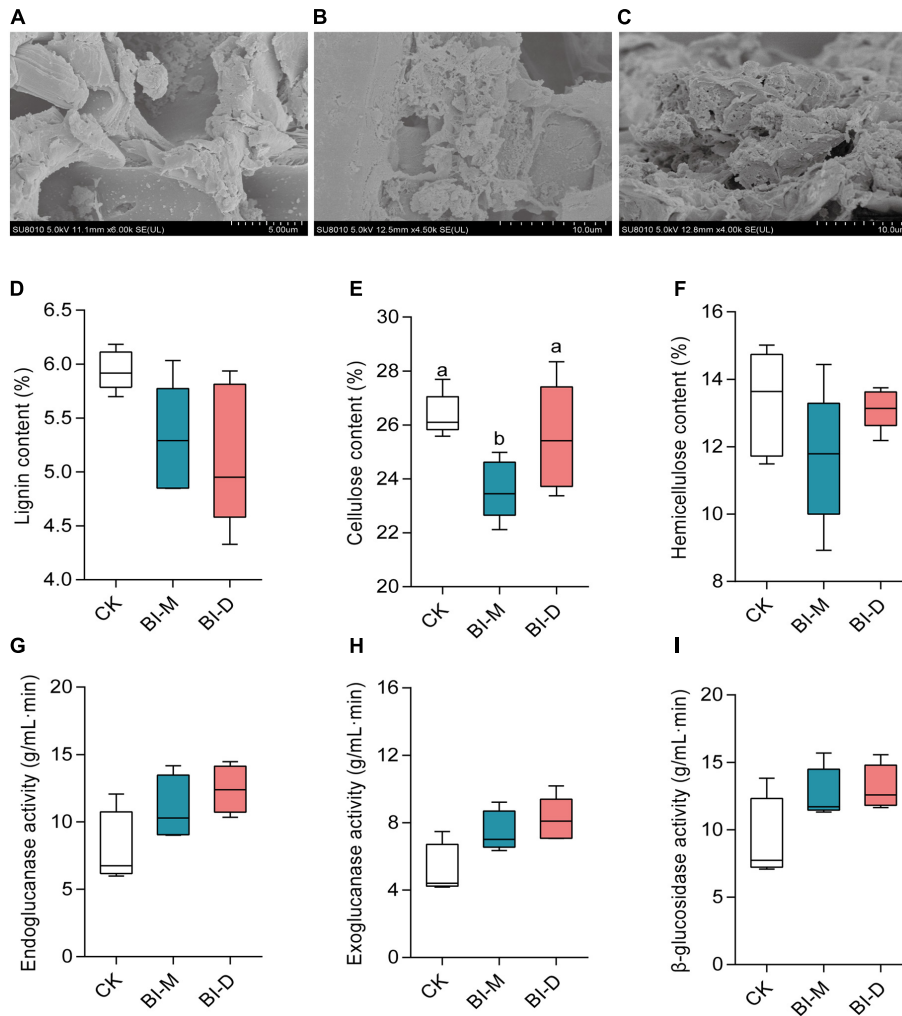 A
B
C
SU8010 5.0kV 11.1mm x6.00k SE(UL) 5.00um
SU8010 5.0kV 12.5mm x4.50k SE(UL) 10.0um
SU8010 5.0kV 12.8mm x4.00k SE(UL) 10.0um
D
Lignin content (%)
6.5
6.0
5.5
5.0
4.5
4.0
CK
BI-M
BI-D
E
Cellulose content (%)
30
28
26
24
22
20
a
b
a
CK
BI-M
BI-D
F
Hemicellulose content (%)
16
14
12
10
8
CK
BI-M
BI-D
G
Endoglucanase activity (g/mL·min)
20
15
10
5
0
CK
BI-M
BI-D
H
Exoglucanase activity (g/mL·min)
16
12
8
4
0
CK
BI-M
BI-D
I
β-glucosidase activity (g/mL·min)
20
15
10
5
0
CK
BI-M
BI-D